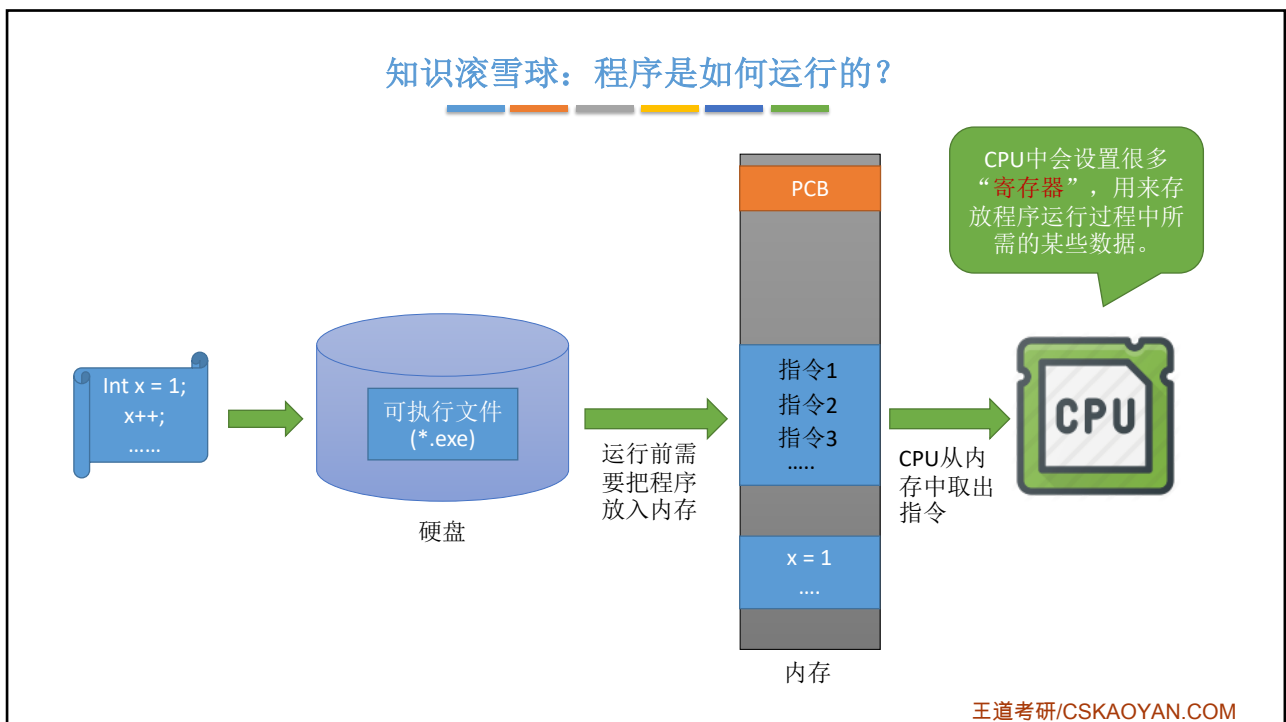 知识滚雪球：程序是如何运行的？
Int x = 1;
x++;
……
可执行文件
(*.exe)
硬盘
运行前需
要把程序
放入内存
PCB
指令1
指令2
指令3
…..
x = 1
….
内存
CPU从内
存中取出
指令
CPU中会设置很多
“寄存器”，用来存
放程序运行过程中所
需的某些数据。
CPU
王道考研/CSKAOYAN.COM